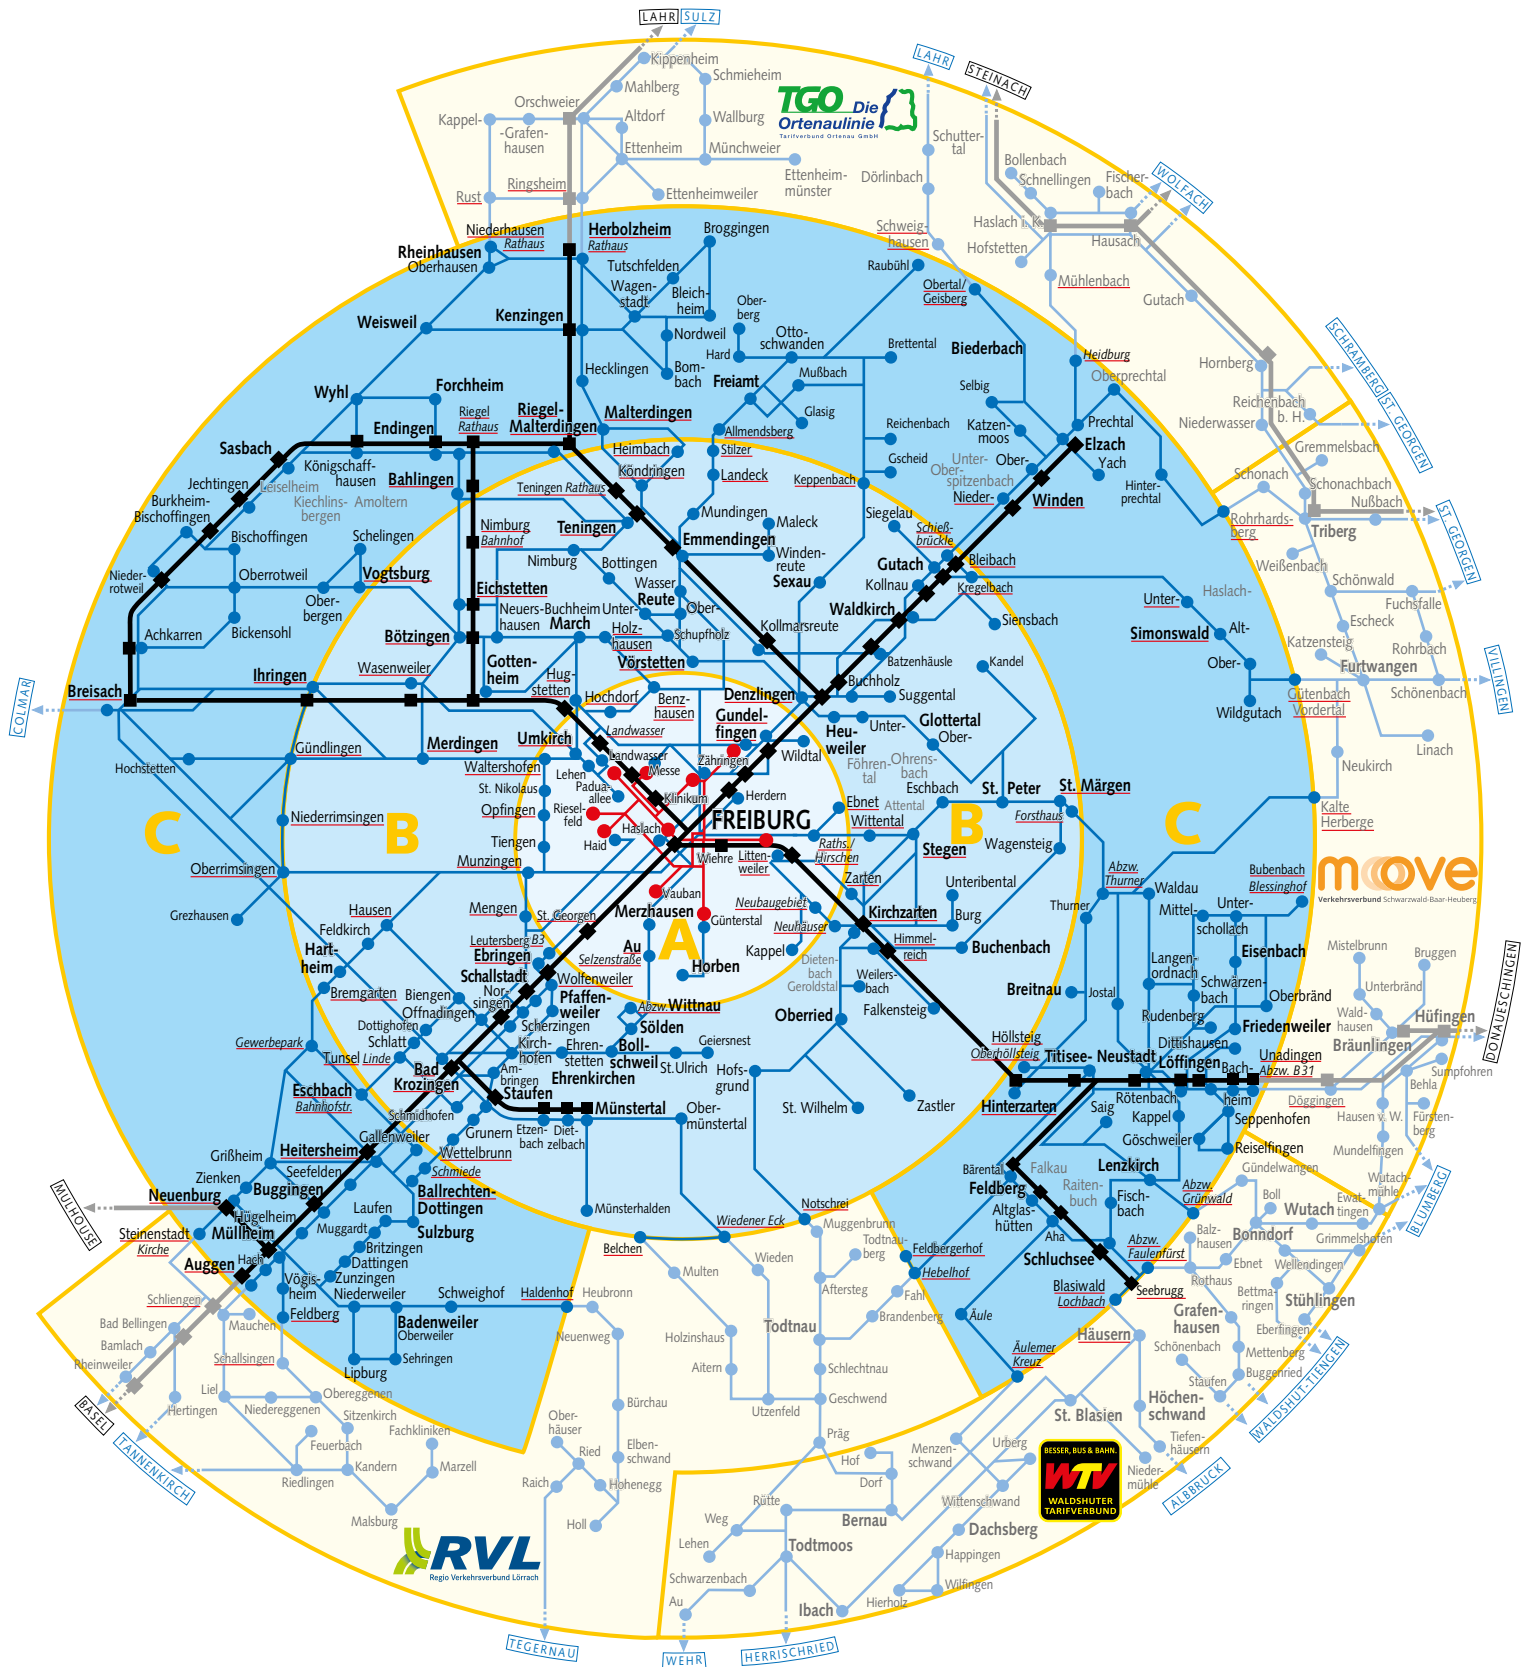 LAHR
SULZ
Kippenheim
Schmieheim
Mahlberg
Orschweier
Kappel-
-Grafen-
hausen
Altdorf
Wallburg
Ettenheim
Münchweier
Ettenheim-
münster
Ringsheim
Rust
Ettenheimweiler
TGO Die
Ortenaulinie
Tarifverbund Ortenau GmbH
LAHR
STEINACH
Schutter-
tal
Dörlinbach
Schweig-
hausen
Bollenbach
Schnellingen
Fischer-
bach
WOLFACH
Haslach i. K.
Hausach
Hofstetten
Mühlenbach
Gutach
Hornberg
SCHRAMBERG
ST. GEORGEN
Reichenbach
b. H.
Niederwasser
Gremmelsbach
Schonach
Schonachbach
Nußbach
ST. GEORGEN
Triberg
Rohrhards-
berg
Weißenbach
Schönwald
Fuchsfalle
Escheck
Katzensteig
Rohrbach
Furtwangen
Schönenbach
VILLINGEN
Gütenbach
Vordertal
Linach
Neukirch
Kalte
Herberge
Niederhausen
Rathaus
Rheinhausen
Oberhausen
Herbolzheim
Rathaus
Broggingen
Tutschfelden
Wagen-
stadt
Bleich-
heim
Weisweil
Kenzingen
Nordweil
Bom-
bach
Hecklingen
Ober-
berg
Hard
Otto-
schwanden
Brettental
Raubühl
Obertal/
Geisberg
Biederbach
Heidburg
Oberprechtal
Freiamt
Mußbach
Glasig
Allmendsberg
Reichenbach
Gscheid
Selbig
Katzen-
moos
Prechtal
Elzach
Yach
Hinter-
prechtal
Unter-
Ober-
spitzenbach
Ober-
Nieder-
Winden
Wyhl
Forchheim
Endingen
Riegel
Rathaus
Riegel-
Malterdingen
Malterdingen
Heimbach
Köndringen
Stilzer
Landeck
Keppenbach
Sasbach
Königschaff-
hausen
Leiselheim
Kiechlins-
bergen
Amoltern
Bahlingen
Jechtingen
Burkheim-
Bischoffingen
Bischoffingen
Schelingen
Oberrotweil
Vogtsburg
Ober-
bergen
Nieder-
rotweil
Bickensohl
Achkarren
Teningen Rathaus
Teningen
Nimburg
Bahnhof
Nimburg
Eichstetten
Neuers-
hausen
Buchheim
March
Mundingen
Maleck
Emmendingen
Winden-
reute
Bottingen
Wasser
Reute
Unter-
Ober-
Holz-
hausen
Schupfholz
Vörstetten
Sexau
Kollmarsreute
Siegelau
Schieß-
brückle
Gutach
Bleibach
Kollnau
Kregelbach
Waldkirch
Siensbach
Batzenhäusle
Kandel
Buchholz
Suggental
Denzlingen
Unter-
Haslach-
Simonswald
Alt-
Ober-
Wildgutach
Bötzingen
Wasenweiler
Gotten-
heim
Ihringen
Breisach
COLMAR
Hug-
stetten
Hochdorf
Benz-
hausen
Gundel-
fingen
Landwasser
Landwasser
Umkirch
Merdingen
Gündlingen
Hochstetten
Waltershofen
Lehen
Padua-
allee
Messe
Zähringen
Wildtal
Klinikum
Herdern
Heu-
weiler
Unter-
Glottertal
Ober-
Föhren-
tal
Ohrens-
bach
Eschbach
St. Peter
St. Märgen
Forsthaus
St. Nikolaus
Opfingen
Riesel-
feld
Haslach
Haid
Tiengen
Munzingen
FREIBURG
Wiehre
Litten-
weiler
Ebnet
Attental
Wittental
Raths/
Hirschen
Stegen
Wagensteig
Niederrimsingen
Oberrimsingen
Grezhausen
C
B
A
B
C
Zarten
Unteribental
Burg
Kirchzarten
Neubaugebiet
Neuhäuser
Kappel
Himmel-
reich
Buchenbach
Dieten-
bach
Geroldstal
Weilers-
bach
Falkensteig
Oberried
Vauban
Günterstal
Merzhausen
Au
Selzenstraße
Horben
St. Georgen
Mengen
Leutersberg B3
Ebringen
Schallstadt
Wolfenweiler
Pfaffen-
weiler
Abzw. Wittnau
Sölden
Hausen
Feldkirch
Hart-
heim
Bremgarten
Biengen
Offnadingen
Nor-
singen
Scherzingen
Kirch-
hofen
Ehren-
stetten
Boll-
schweil
Geiersnest
St. Ulrich
Ehrenkirchen
Dottighofen
Schlatt
Gewerbepark
Tunsel Linde
Bad
Krozingen
Am-
bringen
Staufen
Münstertal
Etzen-
bach
Diet-
zelbach
Ober-
münstertal
Hofs-
grund
St. Wilhelm
Zastler
Eschbach
Bahnhofstr.
Schmidhofen
Gallenweiler
Grunern
Wettelbrunn
Schmiede
Heitersheim
Seefelden
Ballrechten-
Dottingen
Grißheim
Zienken
Neuenburg
Buggingen
Hügelheim
Müllheim
Laufen
Muggardt
Sulzburg
Britzingen
Dattingen
Zunzingen
Steinenstadt
Kirche
Auggen
Hach
Vögis-
heim
Niederweiler
Feldberg
Badenweiler
Oberweiler
Schweighof
Sehringen
Lipburg
Haldenhof
MULHOUSE
Münsterhalden
Belchen
Wiedener Eck
Notschrei
Abzw.
Thurner
Thurner
Waldau
Mittel-
Unter-
schollach
Bubenbach
Blessinghof
Eisenbach
Langen-
ordnach
Schwärzen-
bach
Oberbränd
Breitnau
Jostal
Rudenberg
Friedenweiler
Dittishausen
Höllsteig
Oberhöllsteig
Titisee-
Neustadt
Löffingen
Bach-
heim
Unadingen
Abzw. B31
Hinterzarten
Rötenbach
Saig
Kappel
Göschweiler
Seppenhofen
Reiselfingen
Bärental
Feldberg
Falkau
Raiten-
buch
Lenzkirch
Fisch-
bach
Abzw.
Grünwald
Altglas-
hütten
Aha
Schluchsee
Abzw.
Faulenfürst
Seebrugg
Blasiwald
Lochbach
Feldbergerhof
Hebelhof
Äule
Äulemer
Kreuz
moove
Verkehrsverbund Schwarzwald-Baar-Heuberg
Mistelbrunn
Bruggen
Unterbränd
Wald-
hausen
Bräunlingen
Hüfingen
DONAUESCHINGEN
Sumpfohren
Behla
Döggingen
Hausen v. W.
Fürsten-
berg
Mundelfingen
Wutach-
mühle
BLUMBERG
Gündelwangen
Boll
Ewat-
tingen
Wutach
Balz-
hausen
Bonndorf
Grimmelshofen
Ebnet
Wellendingen
Rothaus
Bettma-
ringen
Stühlingen
Grafen-
hausen
Eberfingen
Mettenberg
Schönenbach
Buggenried
Staufen
WALDSHUT-TIENGEN
Häusern
Höchen-
schwand
St. Blasien
Tiefen-
häusern
Nieder-
mühle
ALBBRUCK
Urberg
Menzen-
schwand
Wittenschwand
BESSER, BUS & BAHN.
WTV
WALDSHUTER
TARIFVERBUND
Dachsberg
Happingen
Wilfingen
Hierholz
Ibach
Hof
Dorf
Bernau
Präg
Rütte
Todtmoos
Weg
Lehen
Schwarzenbach
Au
WEHR
HERRISCHRIED
Muggenbrunn
Todtnau-
berg
Aftersteg
Fahl
Brandenberg
Todtnau
Schlechtnau
Geschwend
Utzenfeld
Wieden
Multen
Holzinshaus
Aitern
Heubronn
Neuenweg
Bürchau
Elben-
schwand
Ober-
häuser
Ried
Raich
Hohenegg
Holl
TEGERNAU
RVL
Regio Verkehrsverbund Lörrach
Schliengen
Mauchen
Bad Bellingen
Bamlach
Rheinweiler
Schallsingen
BASEL
Liel
Hertingen
Niedereggenen
Obereggenen
Sitzenkirch
Feuerbach
Fachkliniken
Kandern
Marzell
Riedlingen
Malsburg
TANNENKIRCH